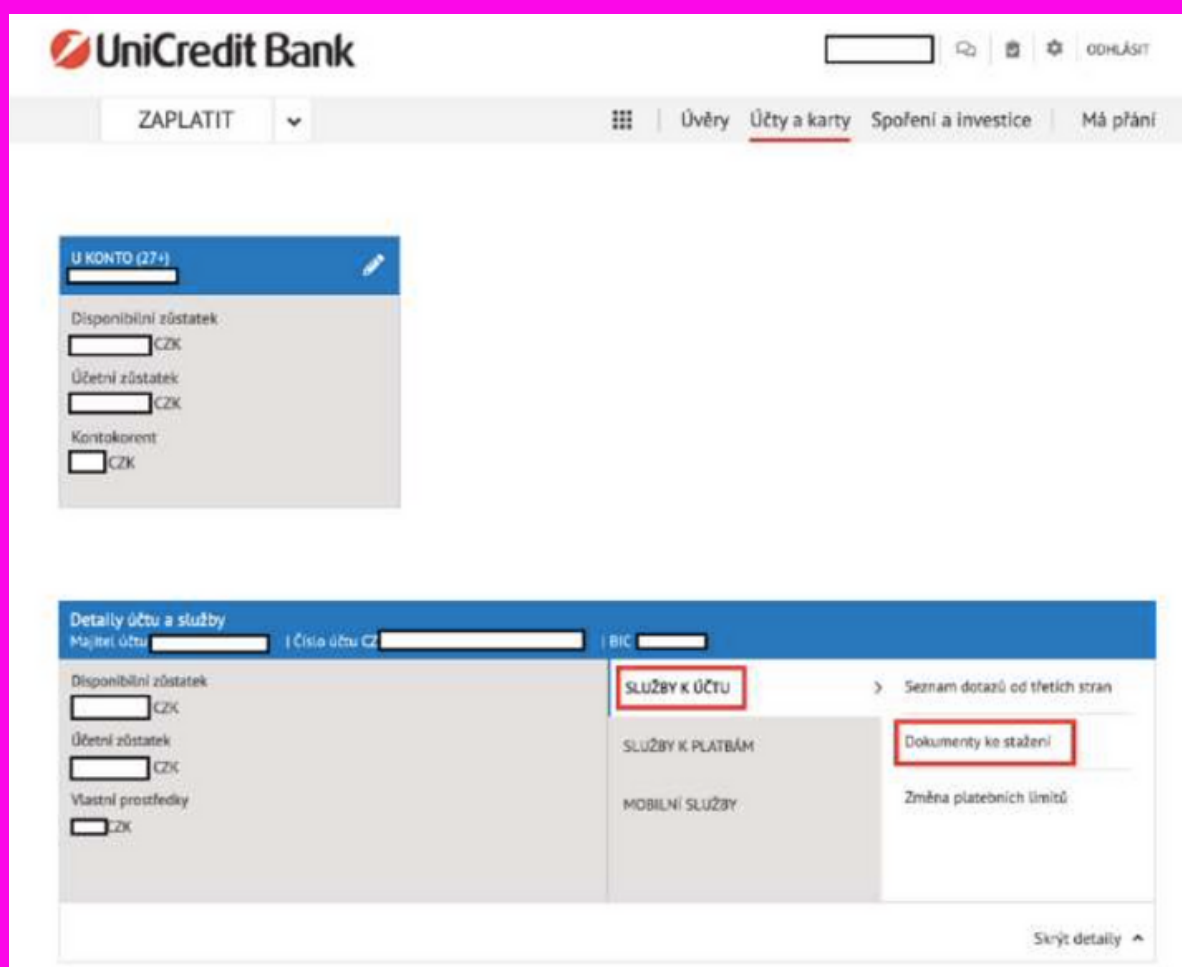 UniCredit Bank
ODHLÁSIT
ZAPLATIT
Úvěry Účty a karty Spoření a investice Má přání
U KONTO (27+)
Disponibilní zůstatek
CZK
Účetní zůstatek
CZK
Kontokorent
CZK
Detaily účtu a služby
Majitel účtu | Číslo účtu CZ | BIC
Disponibilní zůstatek
CZK
Účetní zůstatek
CZK
Vlastní prostředky
CZK
SLUŽBY K ÚČTU
SLUŽBY K PLATBÁM
MOBILNÍ SLUŽBY
Seznam dotazů od třetích stran
Dokumenty ke stažení
Změna platebních limitů
Skrýt detaily